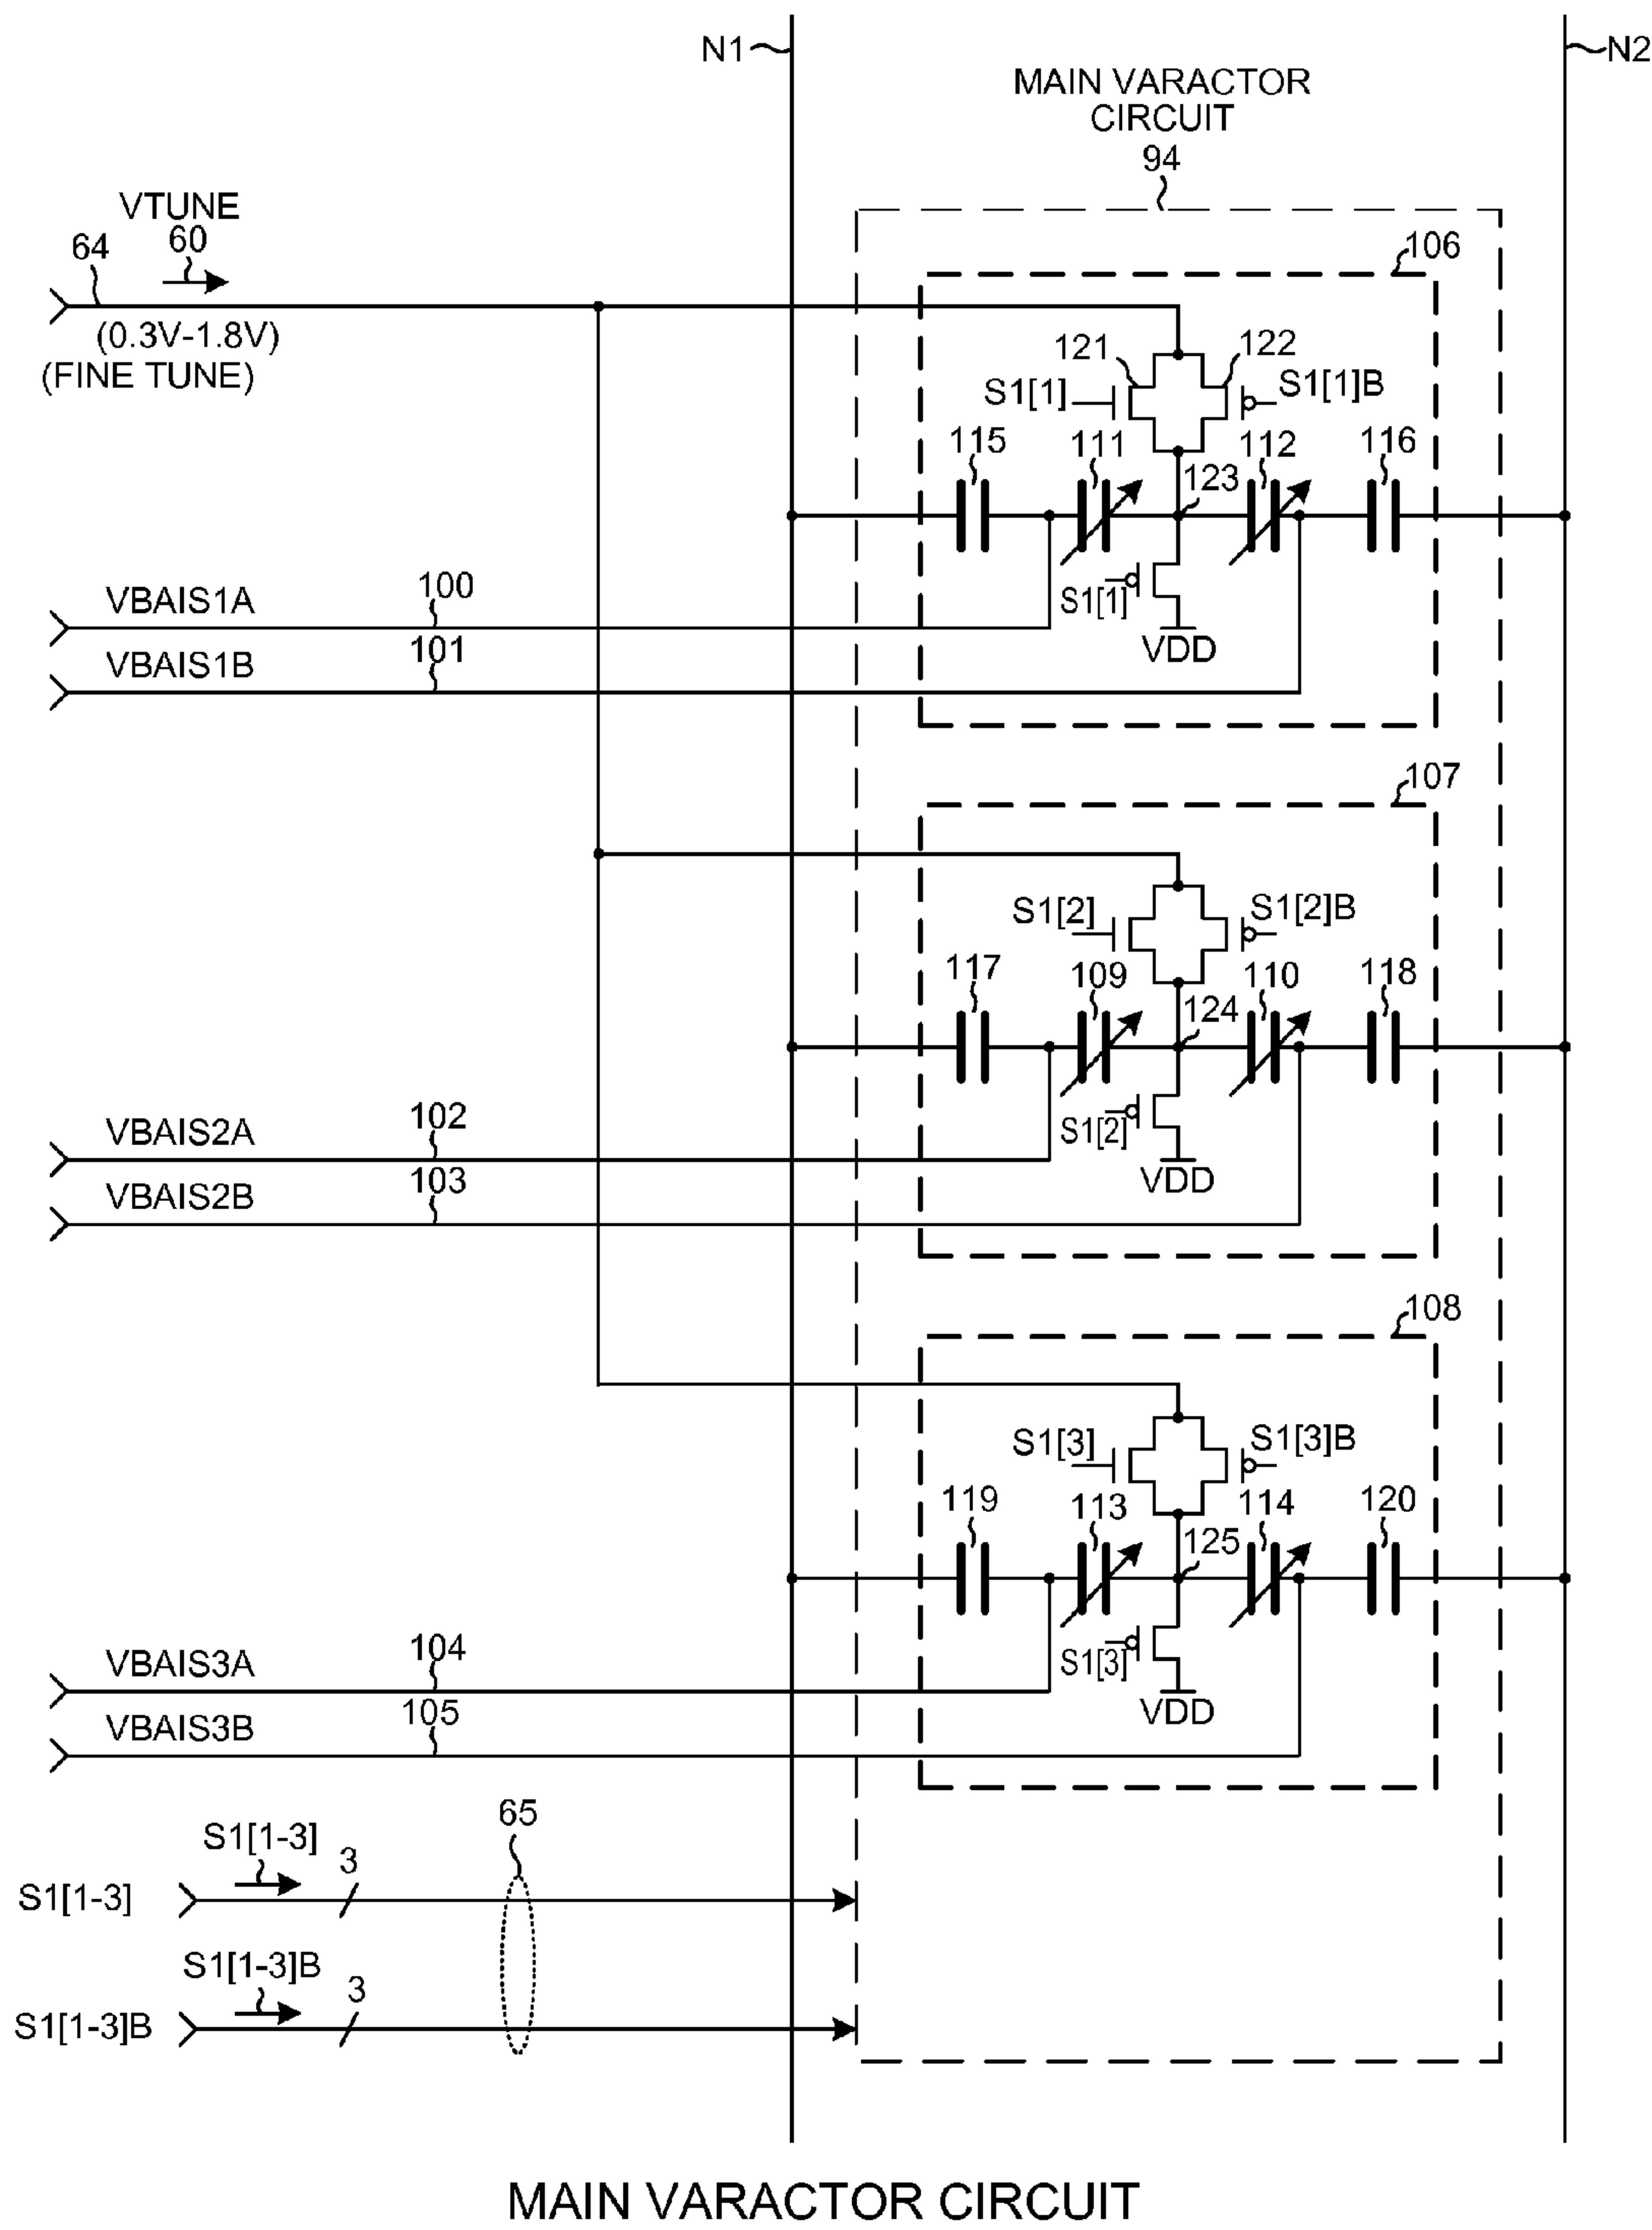 N1
N2
MAIN VARACTOR
CIRCUIT
94
VTUNE
60
64
(0.3V-1.8V)
(FINE TUNE)
106
121
122
S1[1]
S1[1]B
115
111
112
116
123
S1[1]
VDD
VBAIS1A
100
VBAIS1B
101
107
S1[2]
S1[2]B
117
109
110
118
124
S1[2]
VDD
VBAIS2A
102
VBAIS2B
103
108
S1[3]
S1[3]B
119
113
114
120
125
S1[3]
VDD
VBAIS3A
104
VBAIS3B
105
65
S1[1-3]
3
S1[1-3]
S1[1-3]B
3
S1[1-3]B
MAIN VARACTOR CIRCUIT